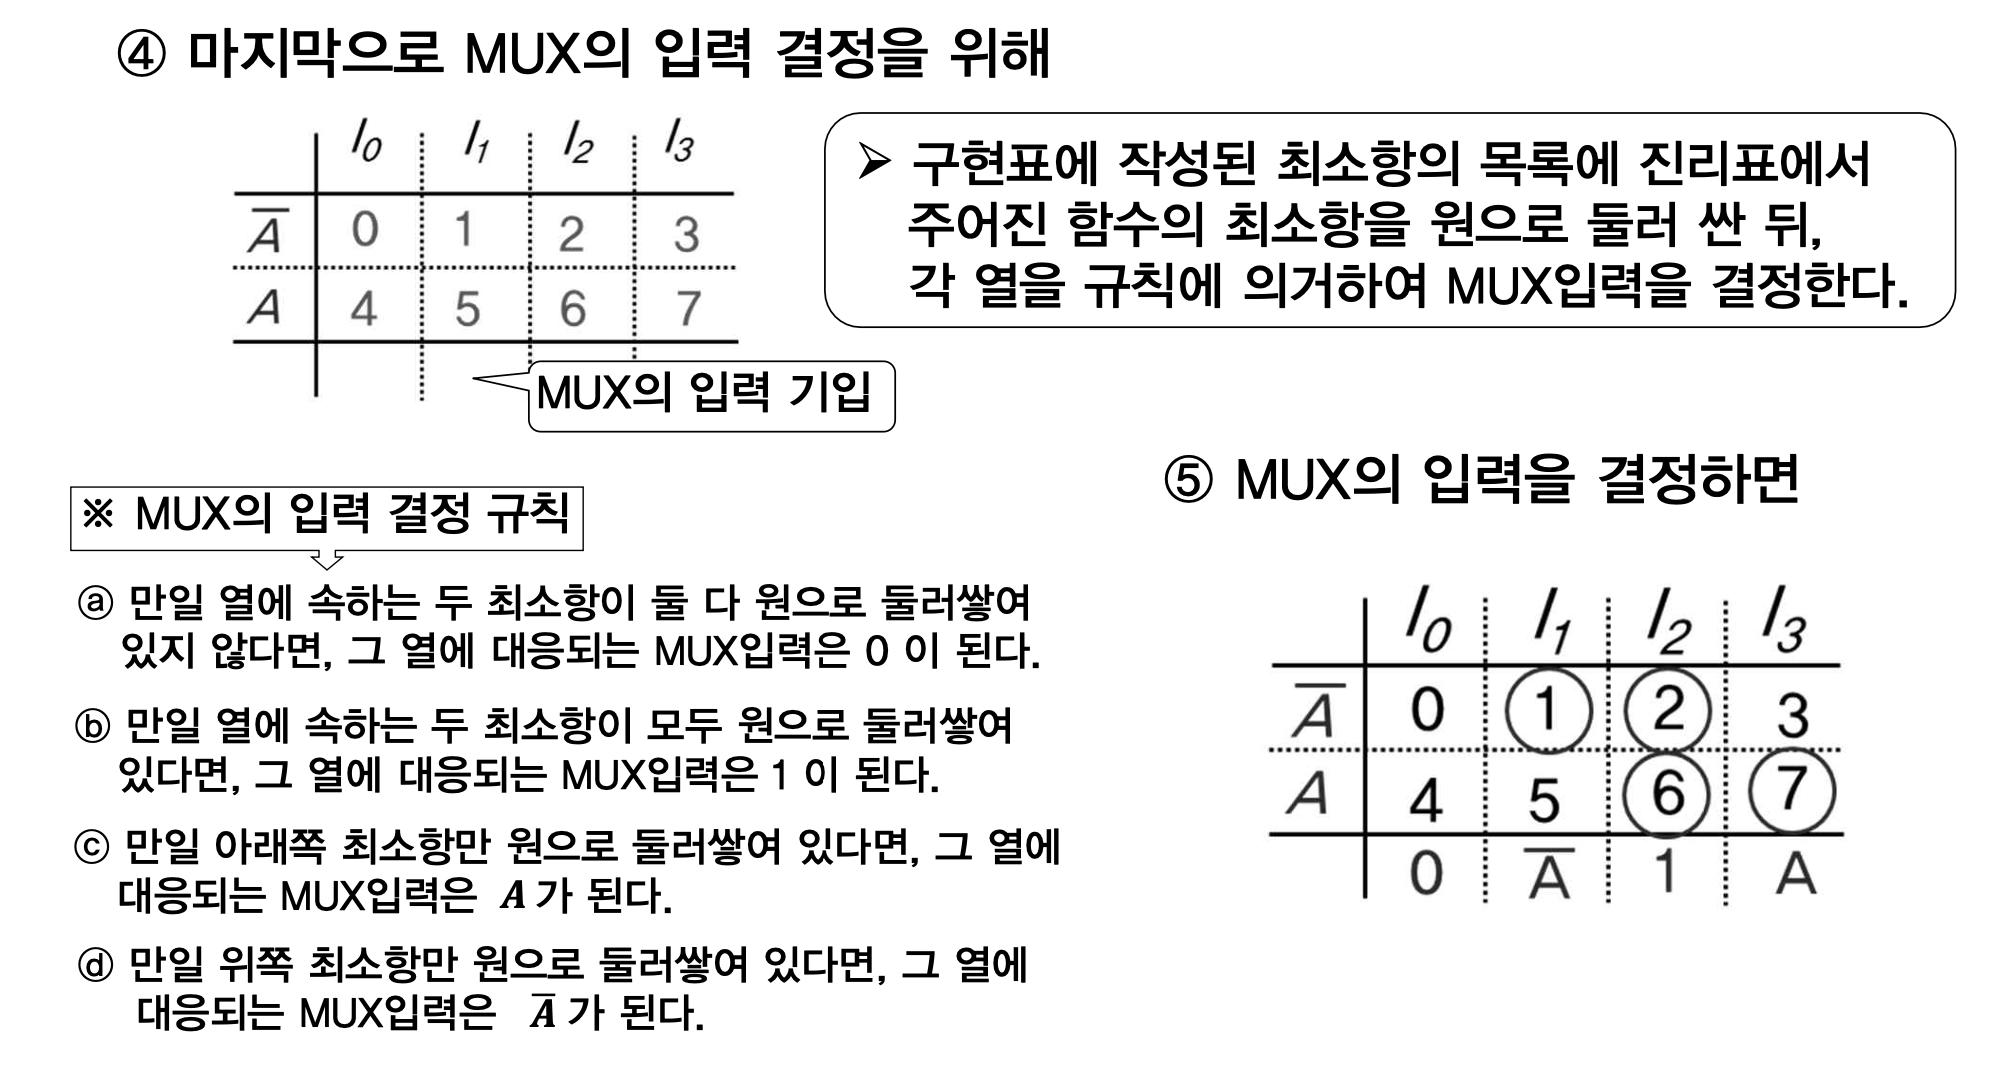 ④ 마지막으로 MUX의 입력 결정을 위해
I₀ I₁ I₂ I₃
A̅ 0 1 2 3
A 4 5 6 7
MUX의 입력 기입
➢ 구현표에 작성된 최소항의 목록에 진리표에서
주어진 함수의 최소항을 원으로 둘러 싼 뒤,
각 열을 규칙에 의거하여 MUX입력을 결정한다.
※ MUX의 입력 결정 규칙
ⓐ 만일 열에 속하는 두 최소항이 둘 다 원으로 둘러쌓여
있지 않다면, 그 열에 대응되는 MUX입력은 0 이 된다.
ⓑ 만일 열에 속하는 두 최소항이 모두 원으로 둘러쌓여
있다면, 그 열에 대응되는 MUX입력은 1 이 된다.
ⓒ 만일 아래쪽 최소항만 원으로 둘러쌓여 있다면, 그 열에
대응되는 MUX입력은 A 가 된다.
ⓓ 만일 위쪽 최소항만 원으로 둘러쌓여 있다면, 그 열에
대응되는 MUX입력은 A̅ 가 된다.
⑤ MUX의 입력을 결정하면
I₀ I₁ I₂ I₃
A̅ 0 1 2 3
A 4 5 6 7
0 A̅ 1 A